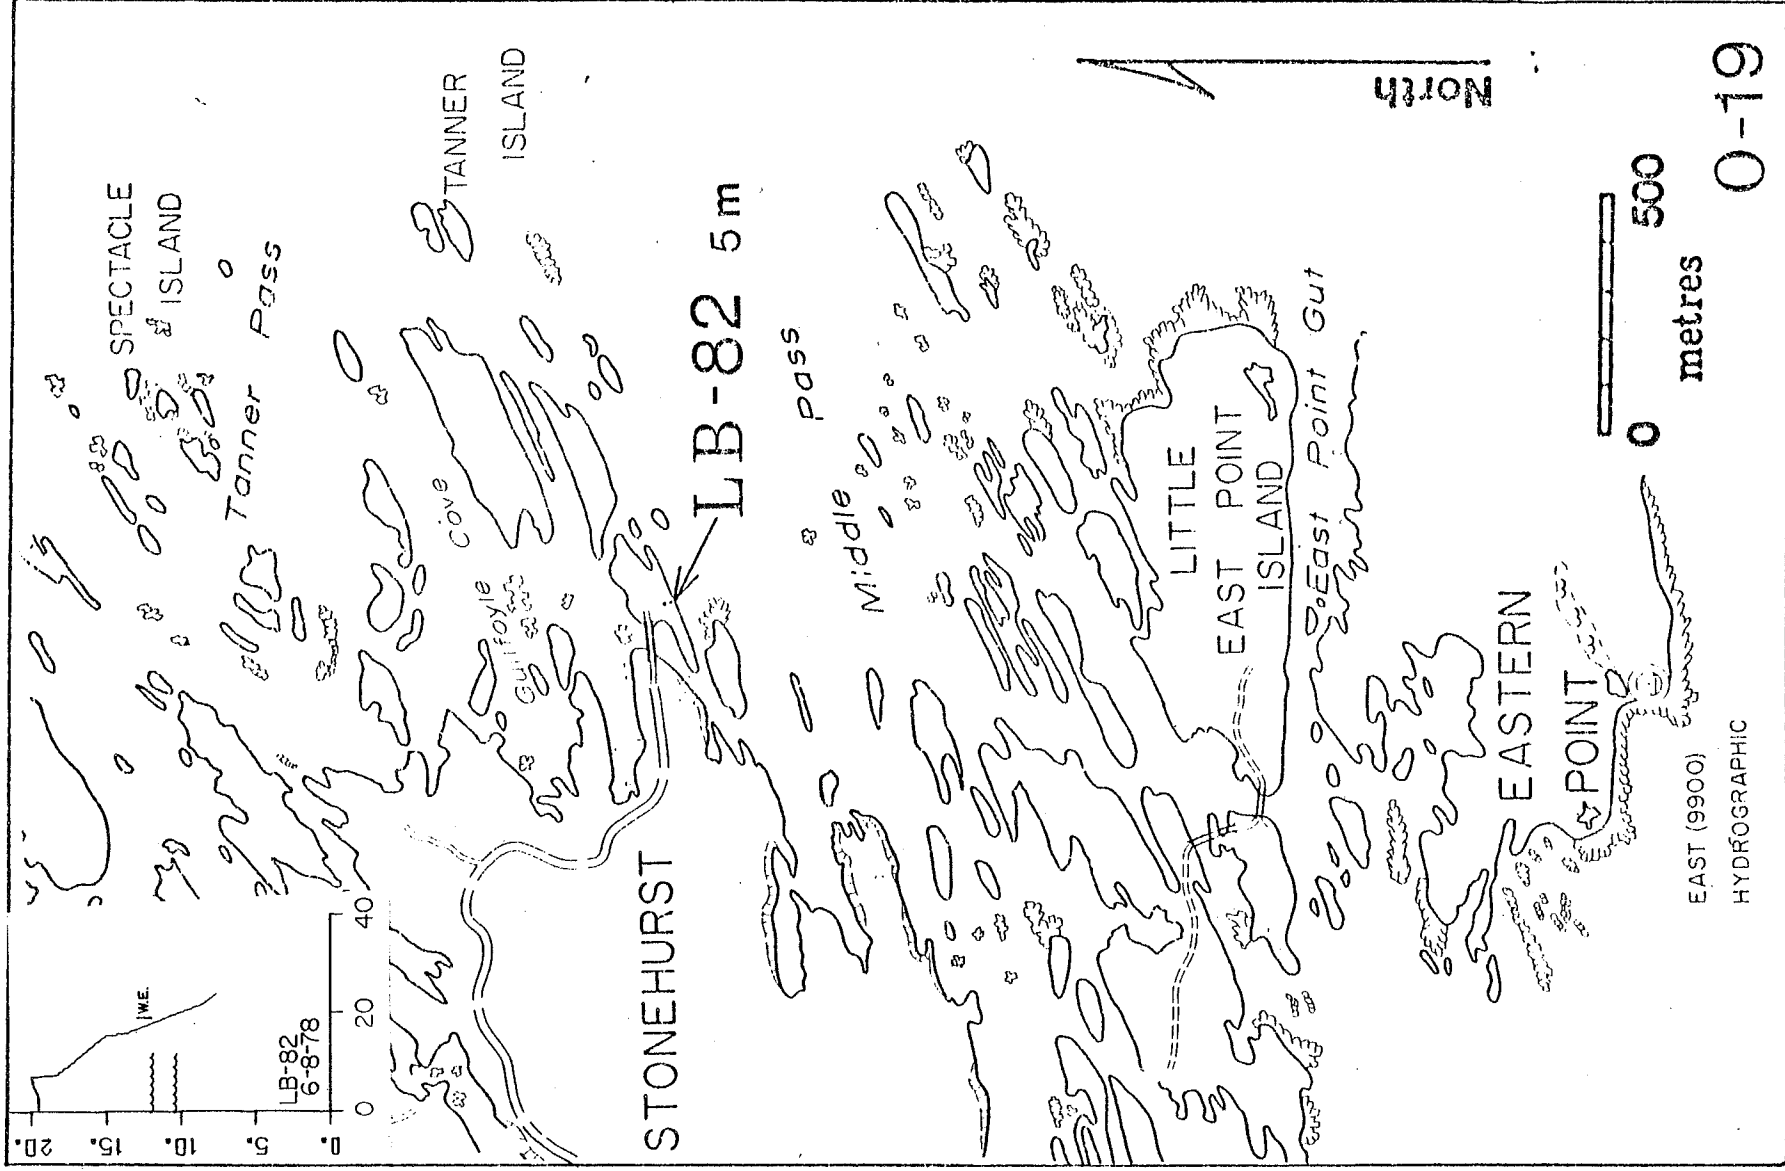 SPECTACLE
ISLAND
TANNER
ISLAND
Tanner Pass
North
LB-82 5m
Cove
Guilfoyle
Middle Pass
LITTLE
EAST POINT
ISLAND
East Point Gut
STONEHURST
EASTERN
POINT
0 500
metres
O-19
EAST (9900)
HYDROGRAPHIC
20.
15.
10.
5.
0.
0 20 40
W.E.
LB-82
6-8-78